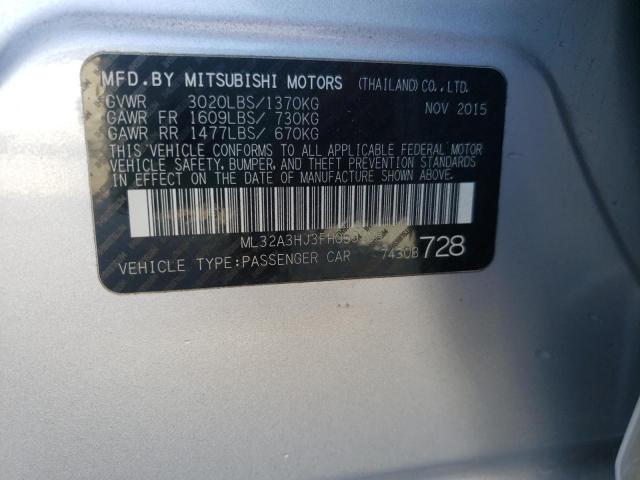 MFD.BY MITSUBISHI MOTORS (THAILAND) CO., LTD.
GVWR 3020LBS/1370KG NOV 2015
GAWR FR 1609LBS/ 730KG
GAWR RR 1477LBS/ 670KG
THIS VEHICLE CONFORMS TO ALL APPLICABLE FEDERAL MOTOR
VEHICLE SAFETY, BUMPER, AND THEFT PREVENTION STANDARDS
IN EFFECT ON THE DATE OF MANUFACTURE SHOWN ABOVE.
VEHICLE TYPE:PASSENGER CAR 728